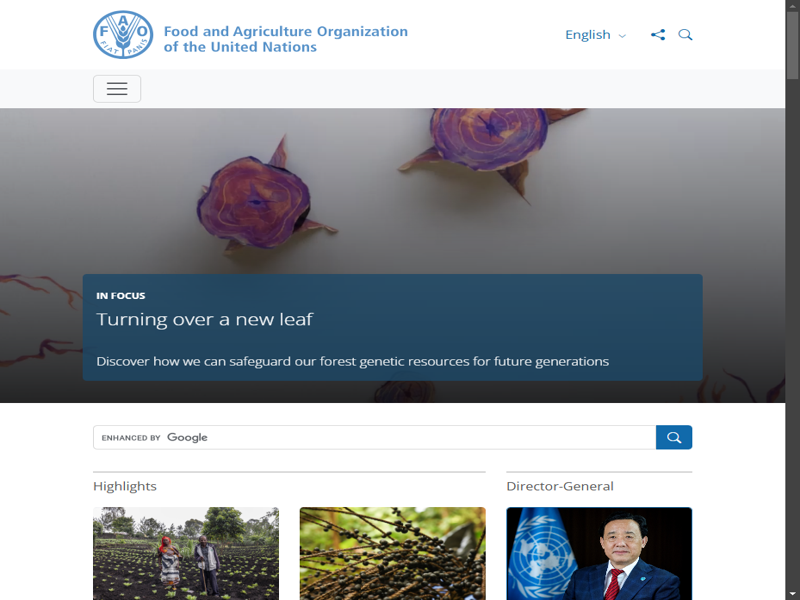 FAO
FIAT PANIS
Food and Agriculture Organization
of the United Nations
English
IN FOCUS
Turning over a new leaf
Discover how we can safeguard our forest genetic resources for future generations
ENHANCED BY Google
Highlights
Director-General